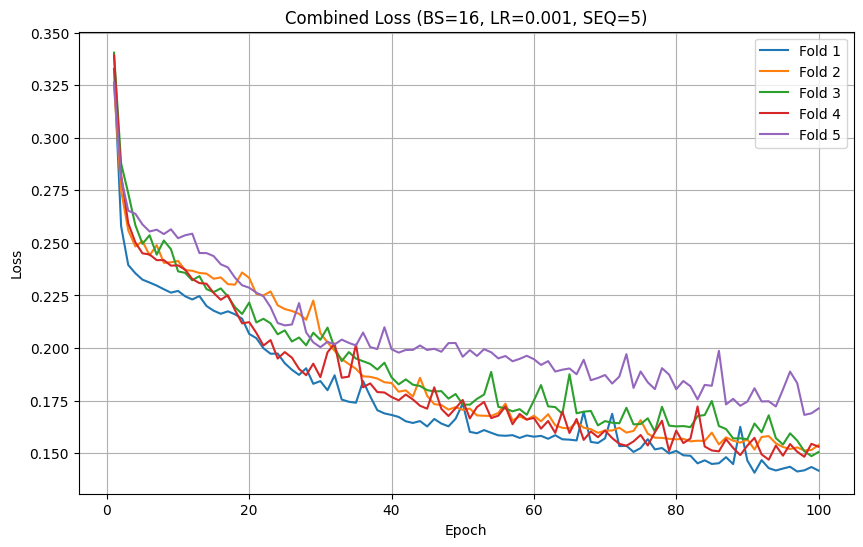 Combined Loss (BS=16, LR=0.001, SEQ=5)
0.350
0.325
0.300
0.275
0.250
0.225
0.200
0.175
0.150
Loss
Fold 1
Fold 2
Fold 3
Fold 4
Fold 5
0
20
40
60
80
100
Epoch